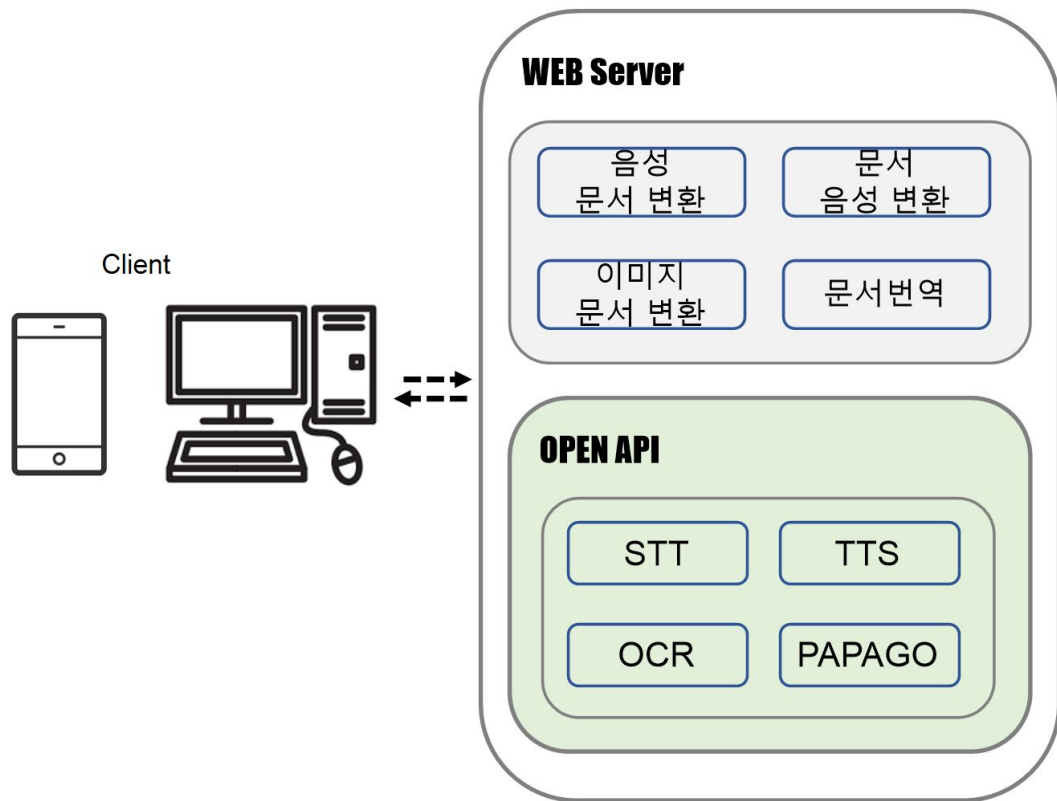 WEB Server
음성
문서 변환
문서
음성 변환
이미지
문서 변환
문서번역
Client
OPEN API
STT
TTS
OCR
PAPAGO